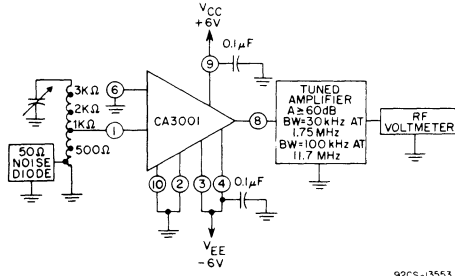 VCC
+6V
0.1µF
9
3KΩ
2KΩ
1KΩ
500Ω
6
1
CA3001
8
TUNED
AMPLIFIER
A≥60dB
BW=30kHz AT
1.75 MHz
BW=100kHz AT
11.7 MHz
RF
VOLTMETER
50Ω
NOISE
DIODE
10
2
3
4
0.1µF
VEE
-6V
92CS-13553